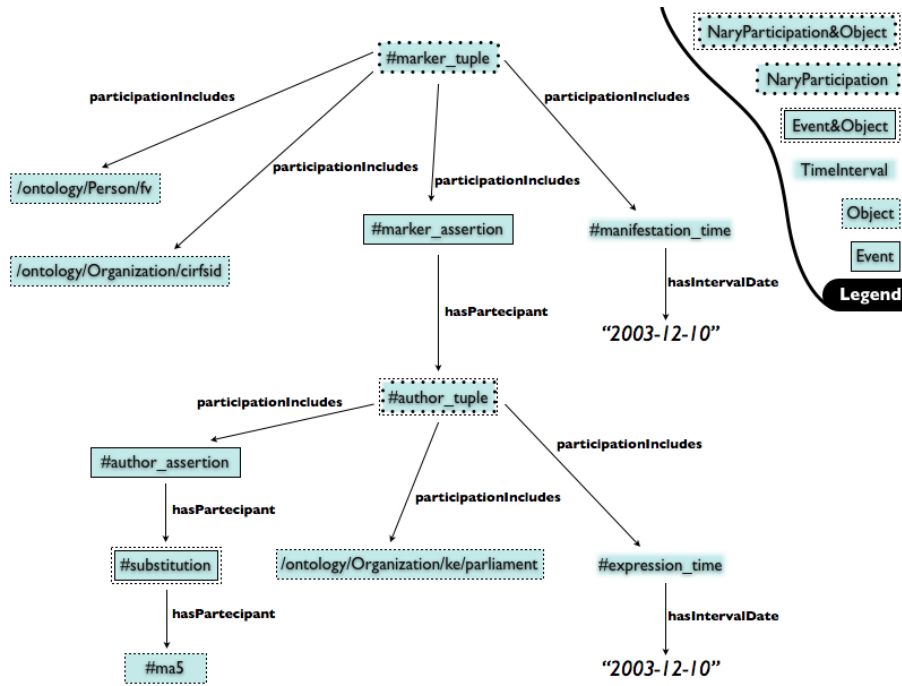 #marker_tuple
NaryParticipation&Object
NaryParticipation
Event&Object
TimeInterval
Object
Event
Legend
participationIncludes
participationIncludes
participationIncludes
participationIncludes
/ontology/Person/fv
#marker_assertion
#manifestation_time
/ontology/Organization/cirfsid
hasIntervalDate
hasPartecipant
“2003-12-10”
#author_tuple
participationIncludes
participationIncludes
#author_assertion
participationIncludes
hasPartecipant
#substitution
/ontology/Organization/ke/parliament
#expression_time
hasPartecipant
hasIntervalDate
#ma5
“2003-12-10”